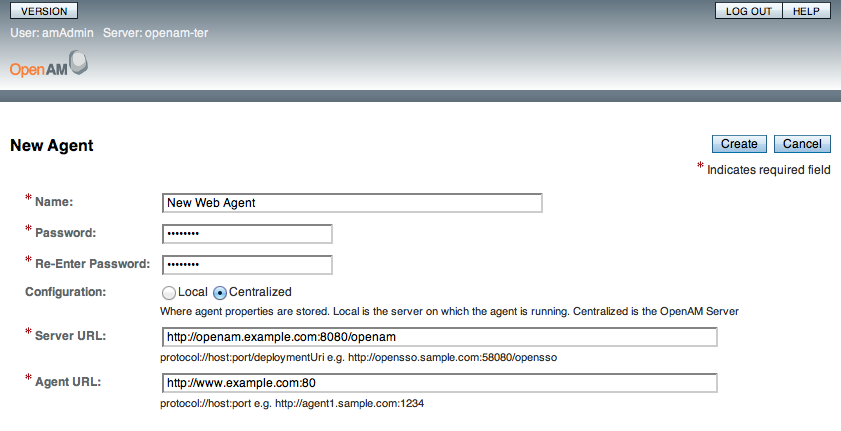 VERSION
LOG OUT HELP
User: amAdmin Server: openam-ter
OpenAM
New Agent
Create Cancel
* Indicates required field
* Name: New Web Agent
* Password: ••••••••
* Re-Enter Password: ••••••••
Configuration: Local Centralized
Where agent properties are stored. Local is the server on which the agent is running. Centralized is the OpenAM Server
* Server URL: http://openam.example.com:8080/openam
protocol://host:port/deploymentUri e.g. http://opensso.sample.com:58080/opensso
* Agent URL: http://www.example.com:80
protocol://host:port e.g. http://agent1.sample.com:1234